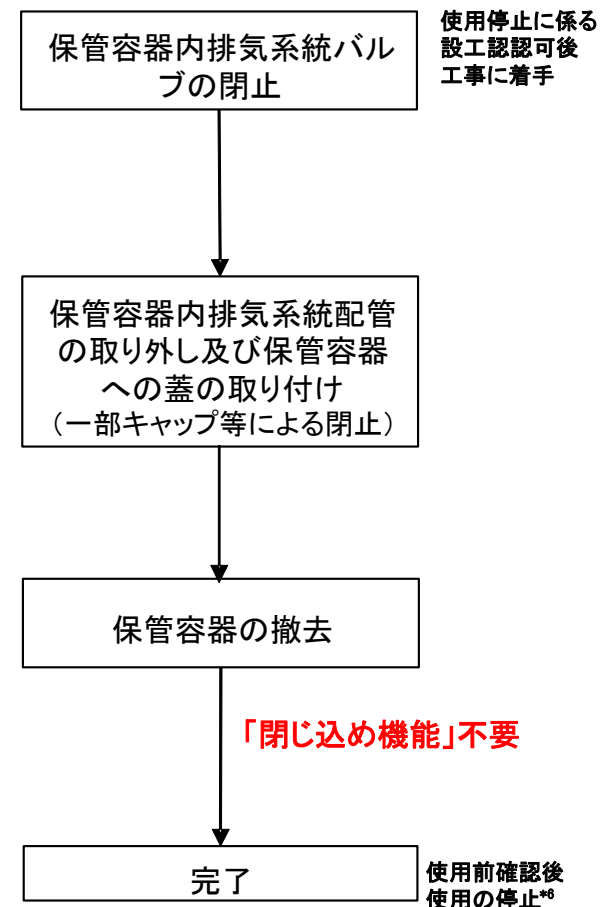 保管容器内排気系統バル
ブの閉止
使用停止に係る
設工認認可後
工事に着手
保管容器内排気系統配管
の取り外し及び保管容器
への蓋の取り付け
（一部キャップ等による閉止）
保管容器の撤去
「閉じ込め機能」不要
完了
使用前確認後
使用の停止*6